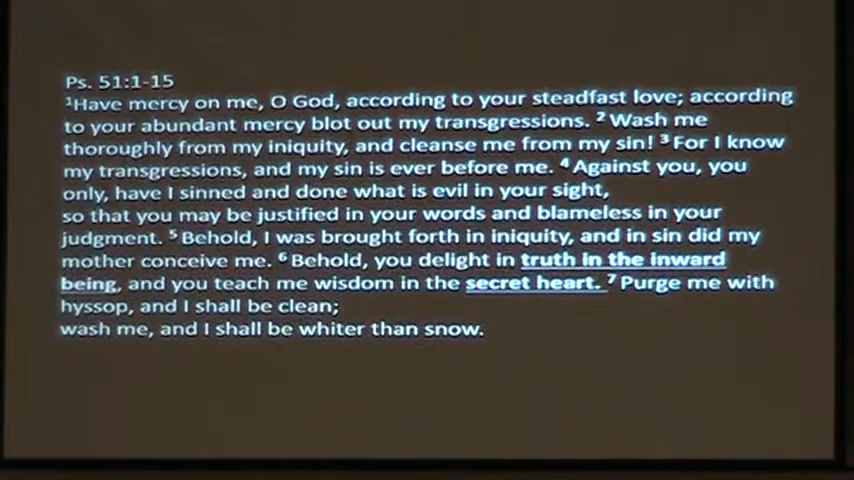 Ps. 51:1-15
¹Have mercy on me, O God, according to your steadfast love; according
to your abundant mercy blot out my transgressions. ² Wash me
thoroughly from my iniquity, and cleanse me from my sin! ³ For I know
my transgressions, and my sin is ever before me. ⁴ Against you, you
only, have I sinned and done what is evil in your sight,
so that you may be justified in your words and blameless in your
judgment. ⁵ Behold, I was brought forth in iniquity, and in sin did my
mother conceive me. ⁶ Behold, you delight in truth in the inward
being, and you teach me wisdom in the secret heart. ⁷ Purge me with
hyssop, and I shall be clean;
wash me, and I shall be whiter than snow.